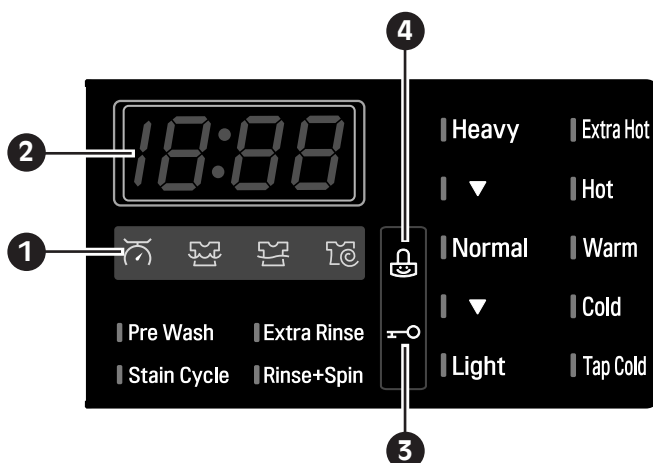 4
18:88
2
1
Pre Wash
Extra Rinse
Stain Cycle
Rinse+Spin
3
Heavy
▼
Normal
▼
Light
Extra Hot
Hot
Warm
Cold
Tap Cold